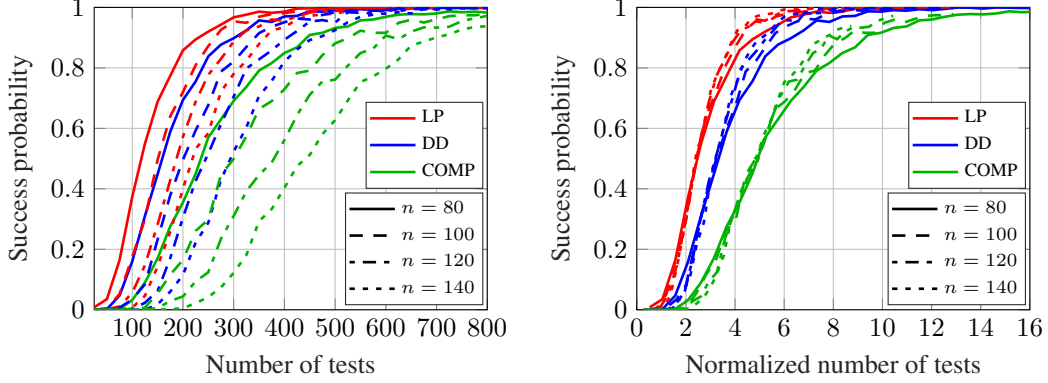 1
0.8
0.6
0.4
0.2
0
Success probability
100 200 300 400 500 600 700 800
Number of tests
LP
DD
COMP
n = 80
n = 100
n = 120
n = 140
1
0.8
0.6
0.4
0.2
0
Success probability
0 2 4 6 8 10 12 14 16
Normalized number of tests
LP
DD
COMP
n = 80
n = 100
n = 120
n = 140